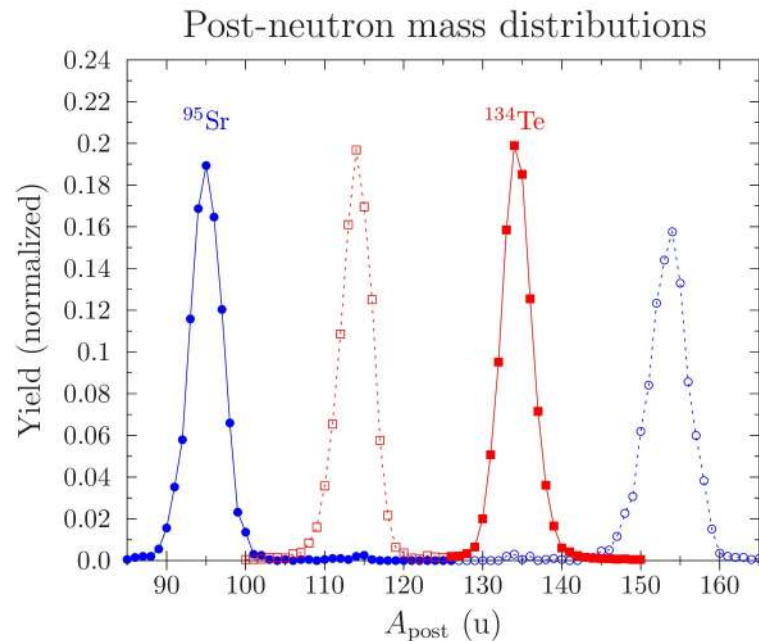 Post-neutron mass distributions
0.24
0.22
0.2
0.18
0.16
0.14
0.12
0.1
0.08
0.06
0.04
0.02
0.0
Yield (normalized)
⁹⁵Sr
¹³⁴Te
90 100 110 120 130 140 150 160
A_post (u)